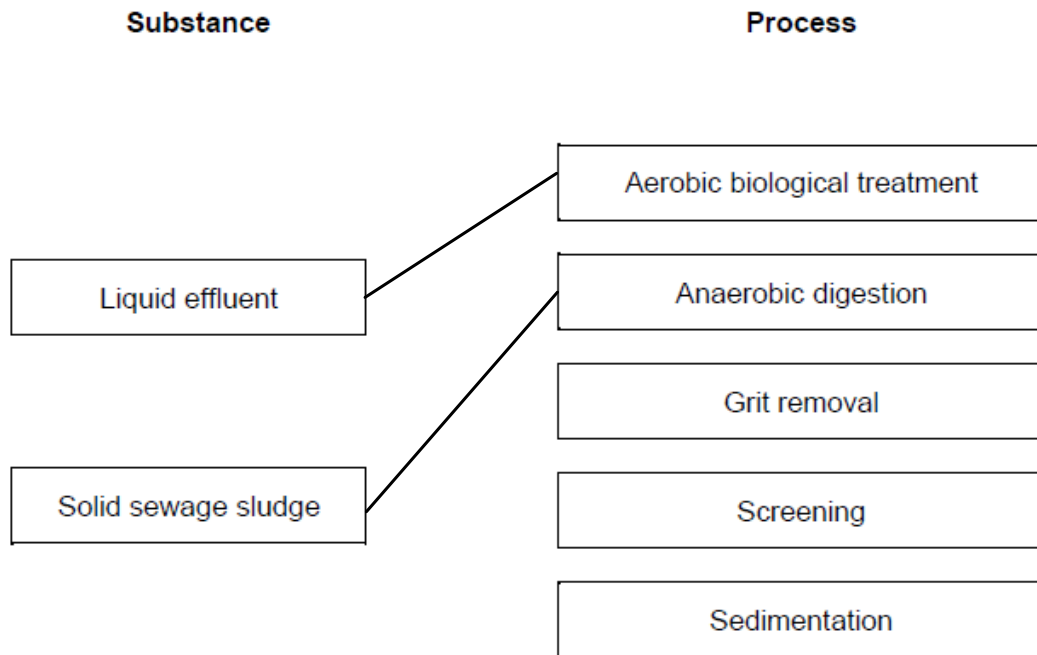 Substance
Process
Aerobic biological treatment
Liquid effluent
Anaerobic digestion
Grit removal
Solid sewage sludge
Screening
Sedimentation